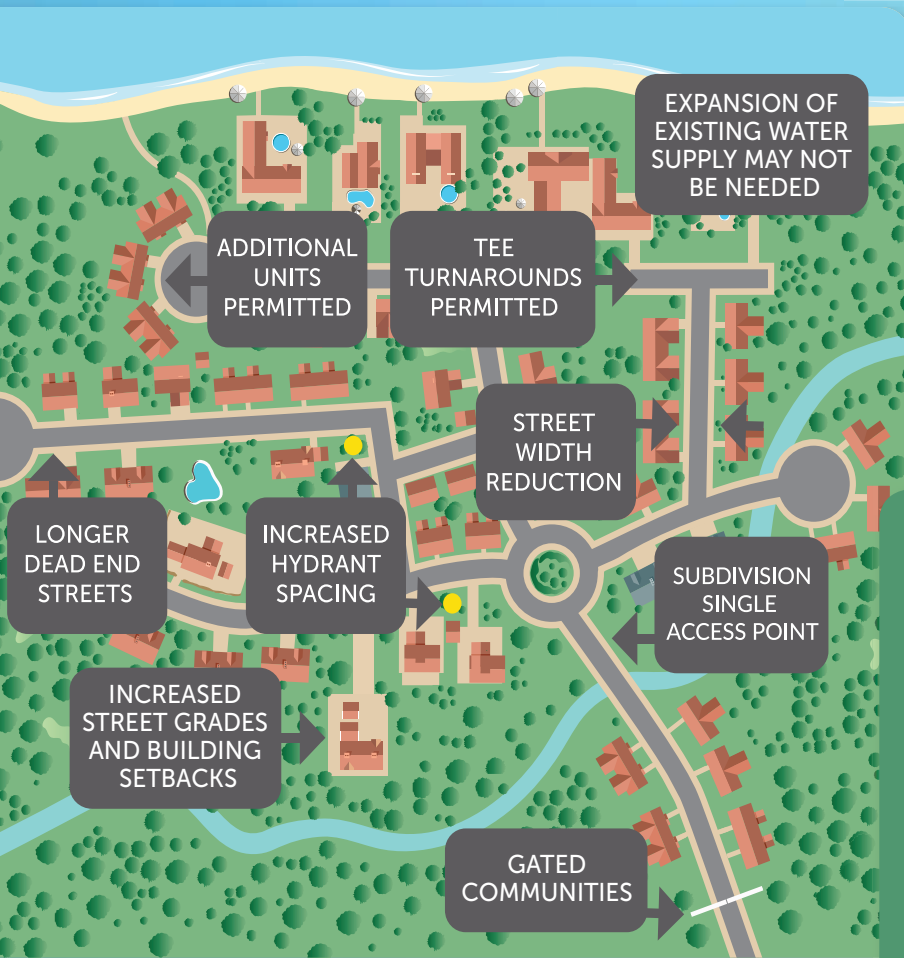 EXPANSION OF
EXISTING WATER
SUPPLY MAY NOT
BE NEEDED
ADDITIONAL
UNITS
PERMITTED
TEE
TURNAROUNDS
PERMITTED
STREET
WIDTH
REDUCTION
LONGER
DEAD END
STREETS
INCREASED
HYDRANT
SPACING
SUBDIVISION
SINGLE
ACCESS POINT
INCREASED
STREET GRADES
AND BUILDING
SETBACKS
GATED
COMMUNITIES